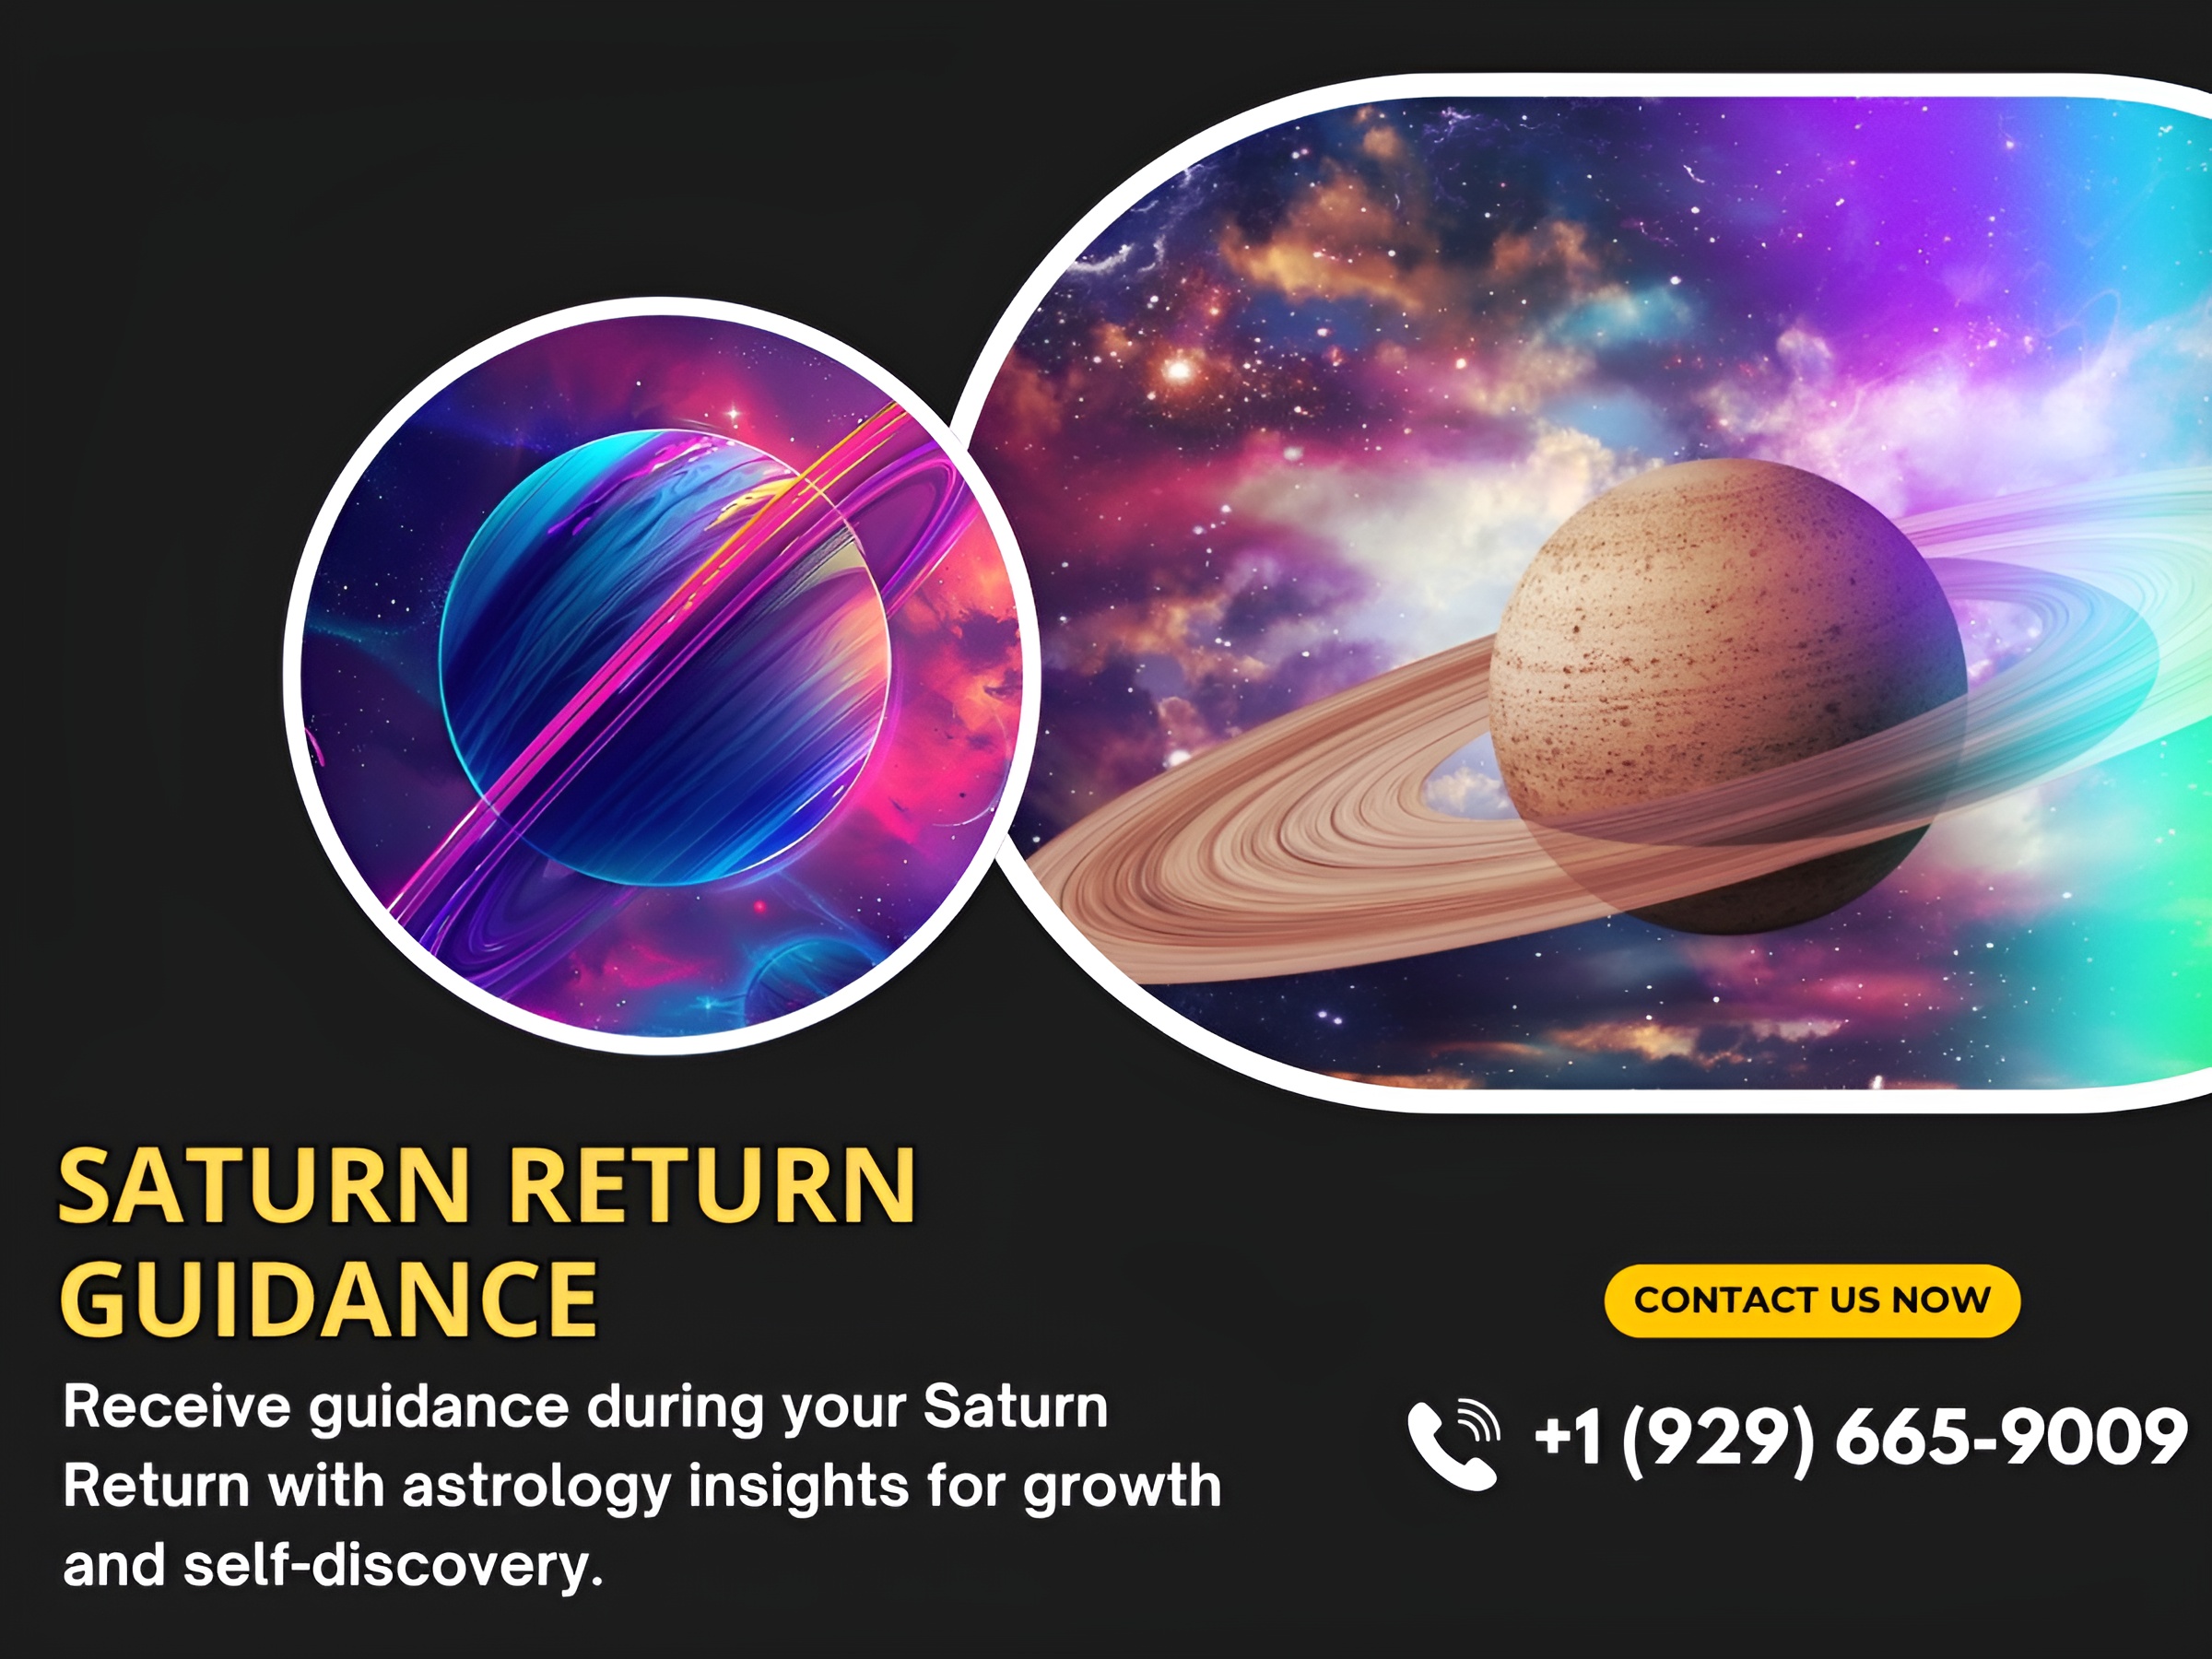 SATURN RETURN
GUIDANCE
Receive guidance during your Saturn
Return with astrology insights for growth
and self-discovery.
CONTACT US NOW
+1 (929) 665-9009